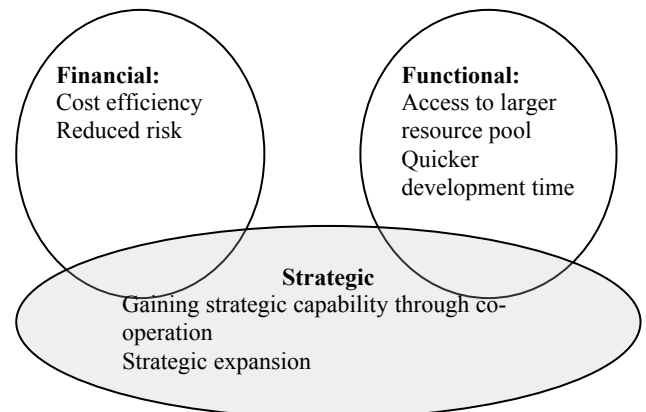 Financial:
Cost efficiency
Reduced risk
Functional:
Access to larger
resource pool
Quicker
development time
Strategic
Gaining strategic capability through co-
operation
Strategic expansion